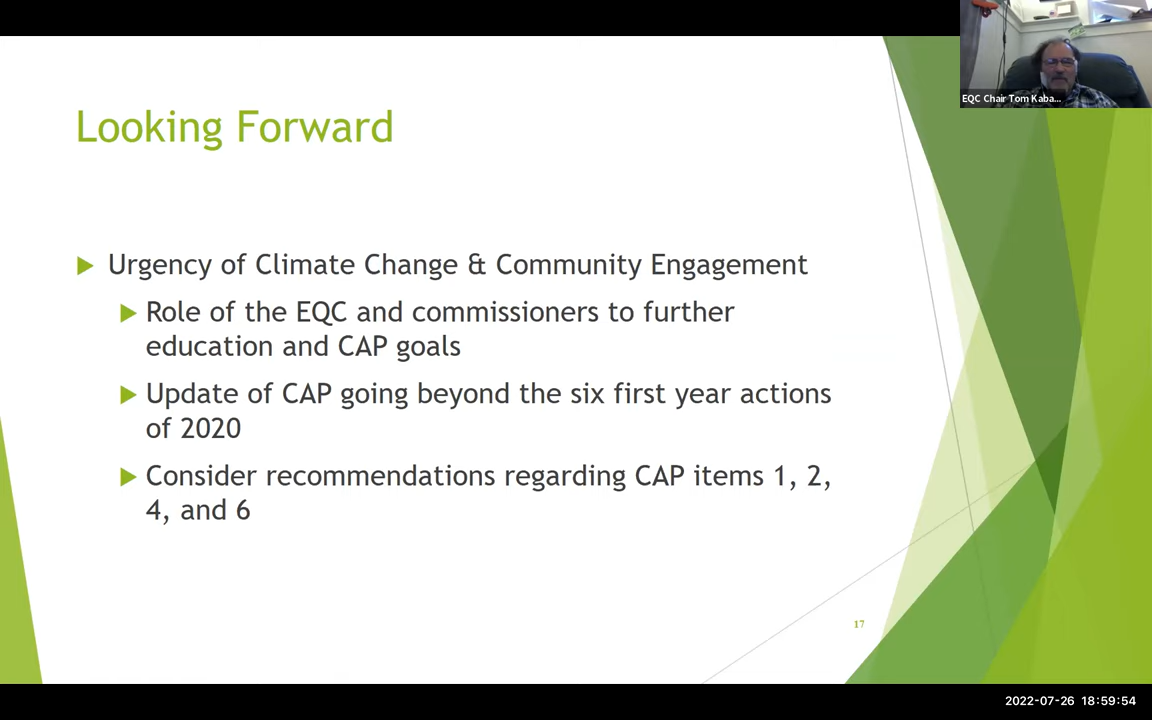 EQC Chair Tom Kaba...
Looking Forward
Urgency of Climate Change & Community Engagement
Role of the EQC and commissioners to further
education and CAP goals
Update of CAP going beyond the six first year actions
of 2020
Consider recommendations regarding CAP items 1, 2,
4, and 6
17
2022-07-26 18:59:54